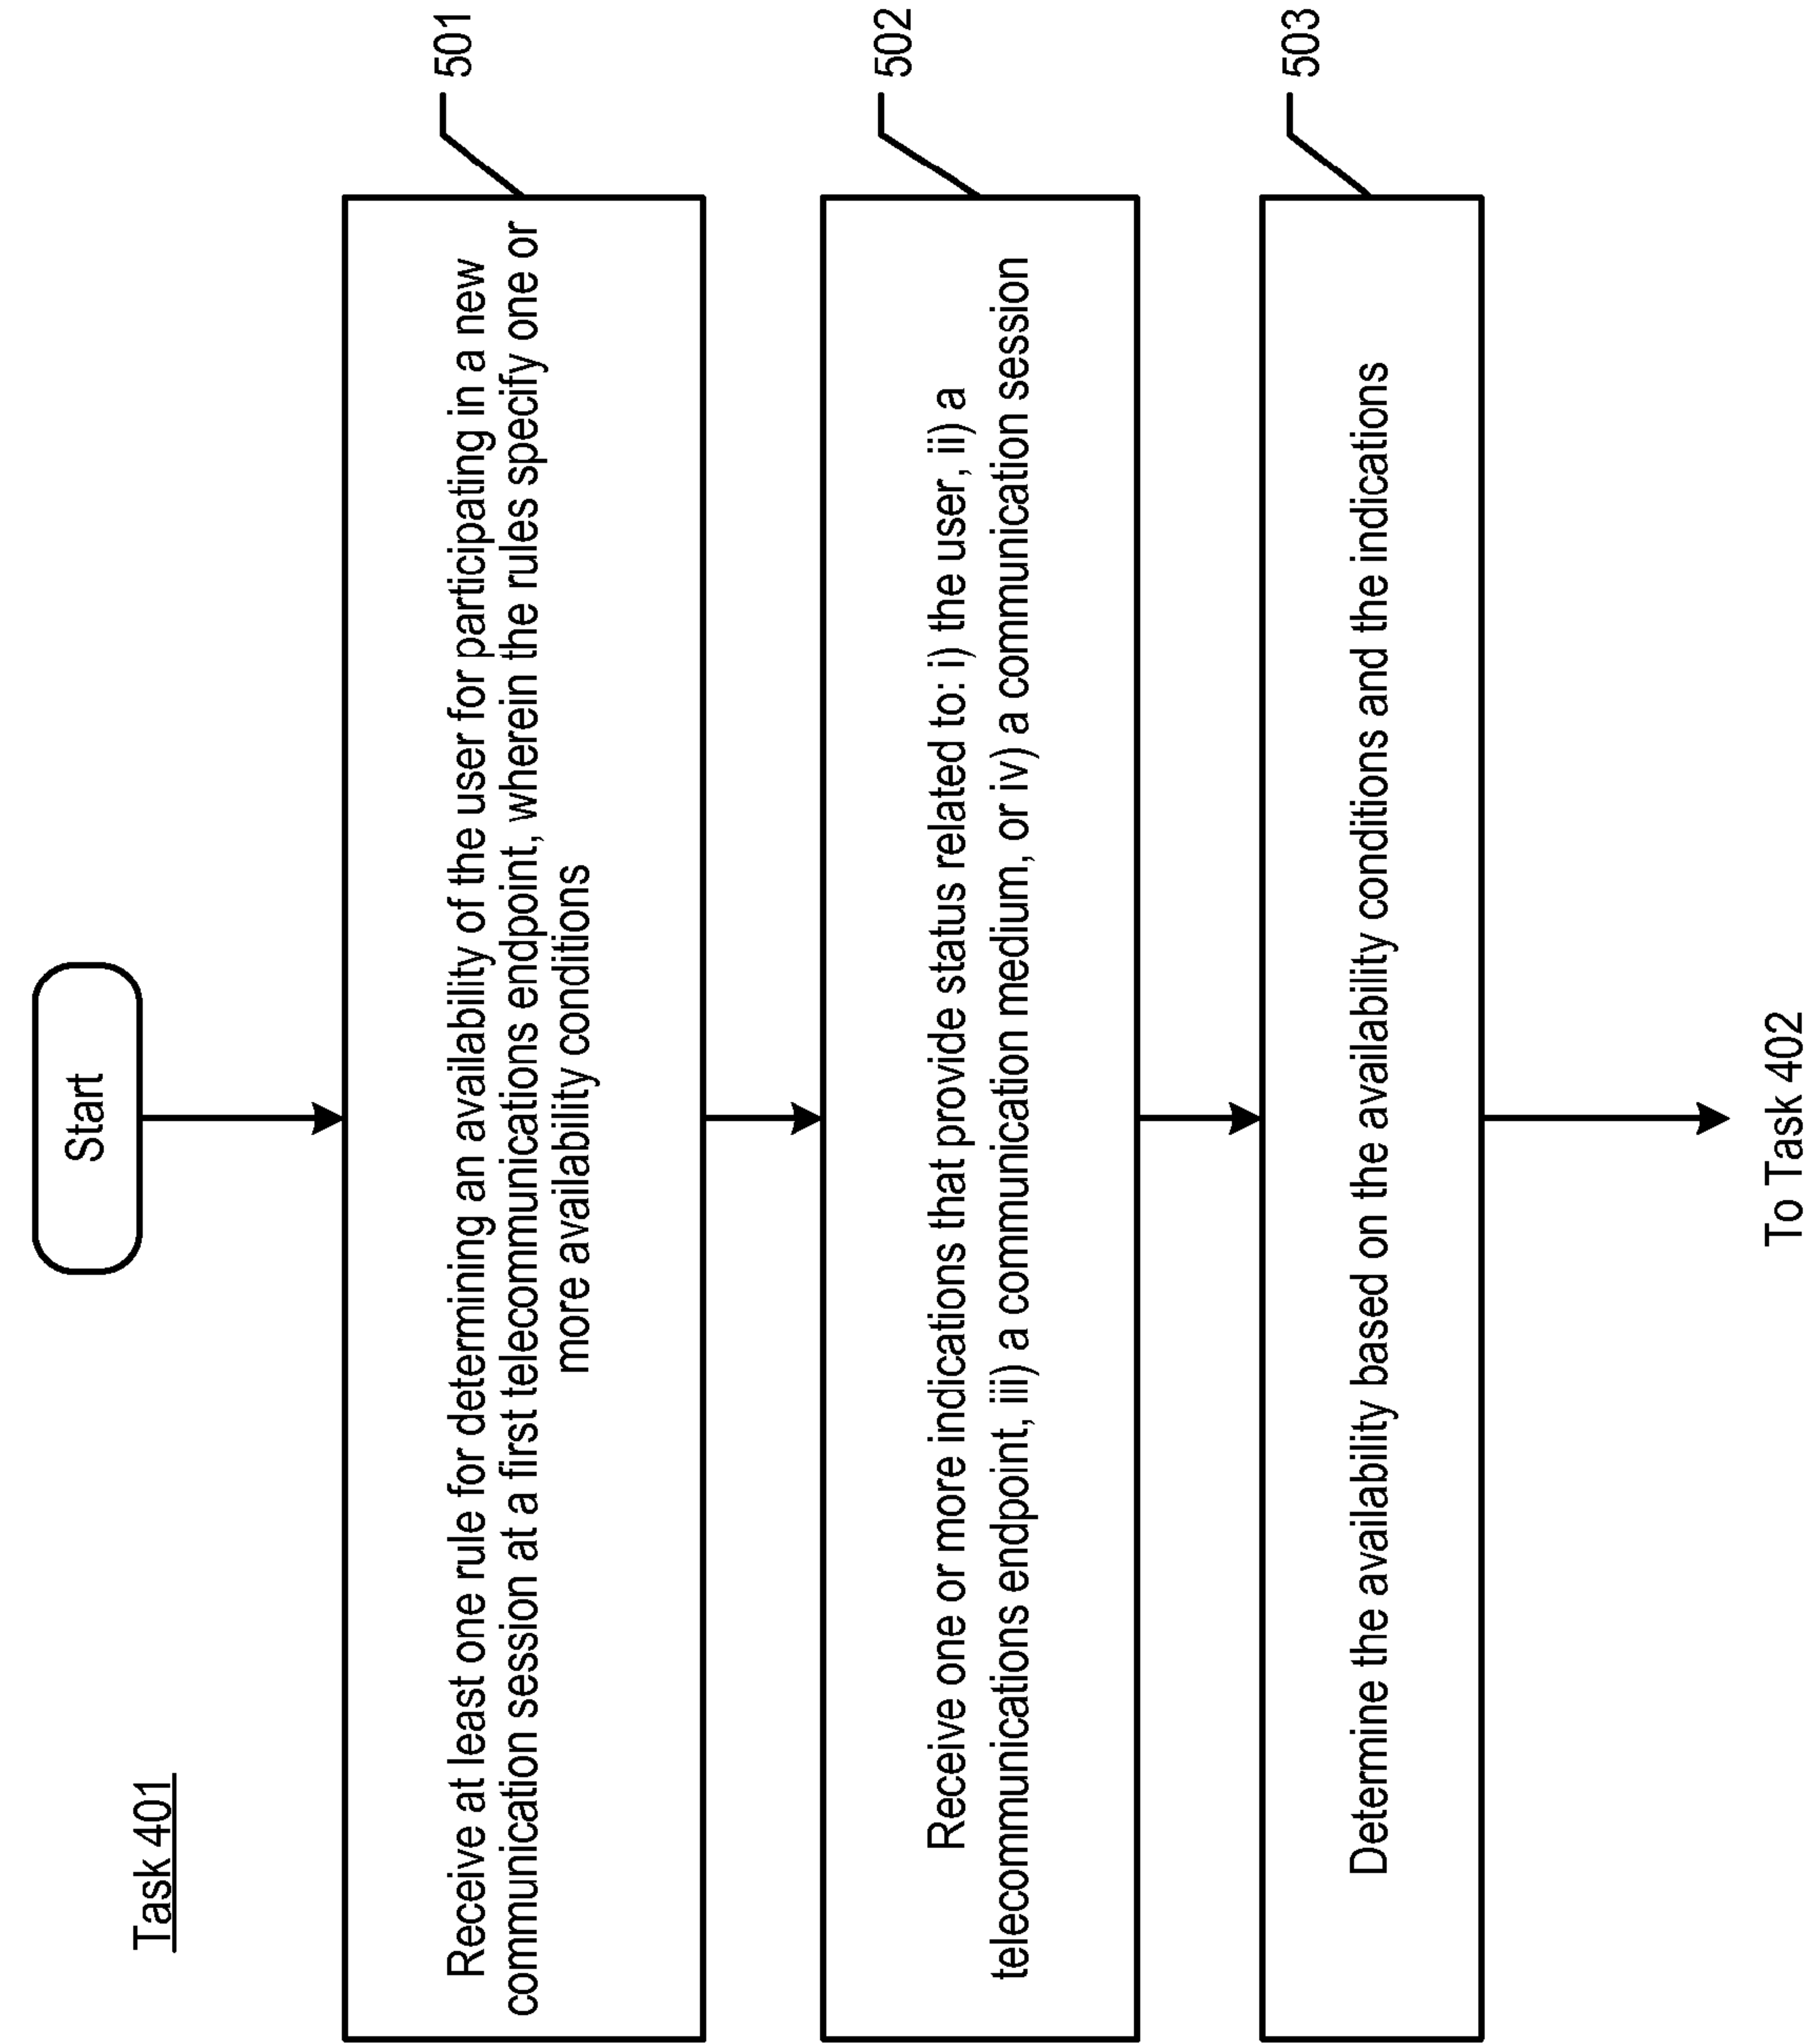 Task 401
Start
Receive at least one rule for determining an availability of the user for participating in a new
communication session at a first telecommunications endpoint, wherein the rules specify one or
more availability conditions
501
Receive one or more indications that provide status related to: i) the user, ii) a
telecommunications endpoint, iii) a communication medium, or iv) a communication session
502
Determine the availability based on the availability conditions and the indications
503
To Task 402